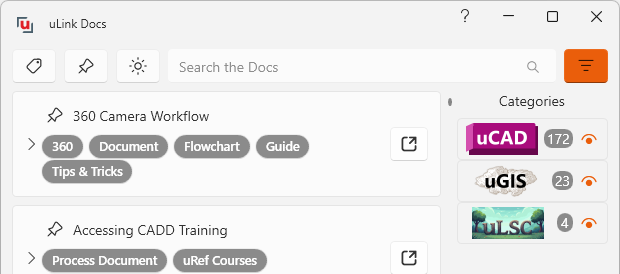 uLink Docs
?
Search the Docs
360 Camera Workflow
360 Document Flowchart Guide
Tips & Tricks
Accessing CADD Training
Process Document uRef Courses
Categories
uCAD 172
uGIS 23
uLSC 4